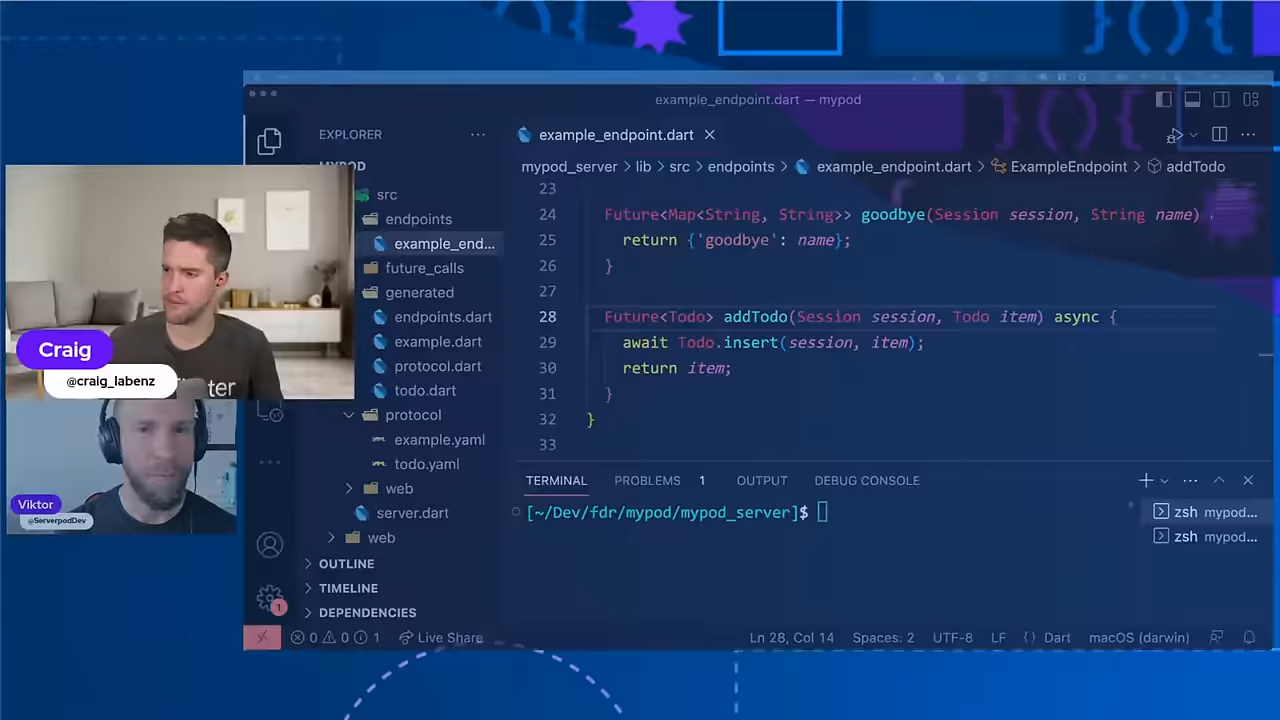 example_endpoint.dart — mypod
EXPLORER
example_endpoint.dart
MYPOD
mypod_server > lib > src > endpoints > example_endpoint.dart > ExampleEndpoint > addTodo
src
endpoints
example_end...
future_calls
generated
endpoints.dart
example.dart
protocol.dart
todo.dart
protocol
example.yaml
todo.yaml
web
server.dart
web
OUTLINE
TIMELINE
DEPENDENCIES
23
24 Future<Map<String, String>> goodbye(Session session, String name)
25 return {'goodbye': name};
26 }
27
28 Future<Todo> addTodo(Session session, Todo item) async {
29 await Todo.insert(session, item);
30 return item;
31 }
32 }
33
TERMINAL PROBLEMS 1 OUTPUT DEBUG CONSOLE
[~/Dev/fdr/mypod/mypod_server]$
zsh mypod...
zsh mypod...
Craig
@craig_labenz
ter
Viktor
@ServerpodDev
1
0 0 1 Live Share
Ln 28, Col 14 Spaces: 2 UTF-8 LF {} Dart macOS (darwin)